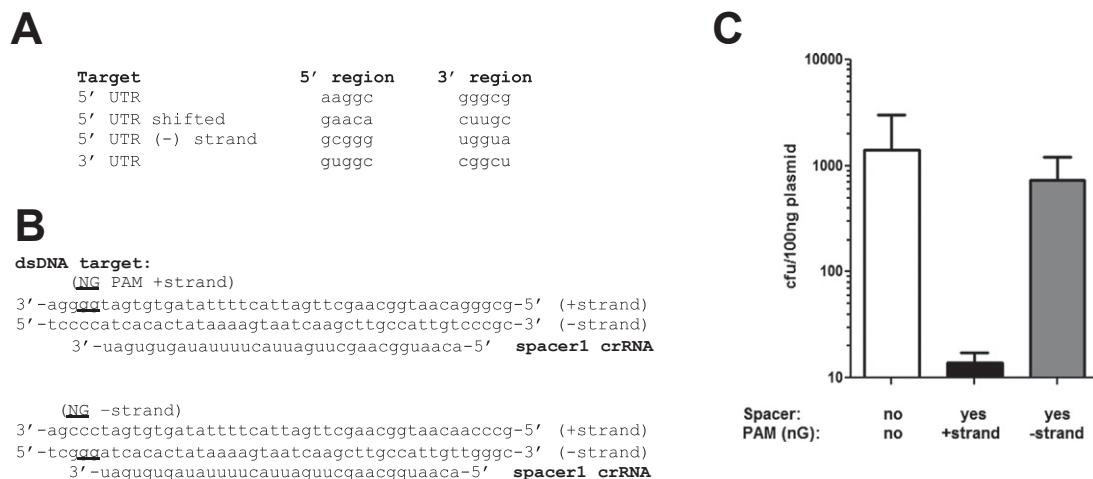 A
C
Target 5' region 3' region
5' UTR aaggc gggcg
5' UTR shifted gaaca cuugc
5' UTR (-) strand gcggg uggua
3' UTR guggc cggcu
B
dsDNA target:
(NG PAM +strand)
3'-aggggtagtgtgatattttcattagttcgaacggtaacagggcg-5' (+strand)
5'-tccccatcacactataaaagtaatcaagcttgccattgtcccgc-3' (-strand)
3'-uagugugauauuuucauuaguucgaacgguaaca-5' spacer1 crRNA
(NG -strand)
3'-agccctagtgtgatattttcattagttcgaacggtaacaacccg-5' (+strand)
5'-tcgggatcacactataaaagtaatcaagcttgccattgttgggc-3' (-strand)
3'-uagugugauauuuucauuaguucgaacgguaaca-5' spacer1 crRNA
cfu/100ng plasmid
10000
1000
100
10
Spacer: no yes yes
PAM (nG): no +strand -strand